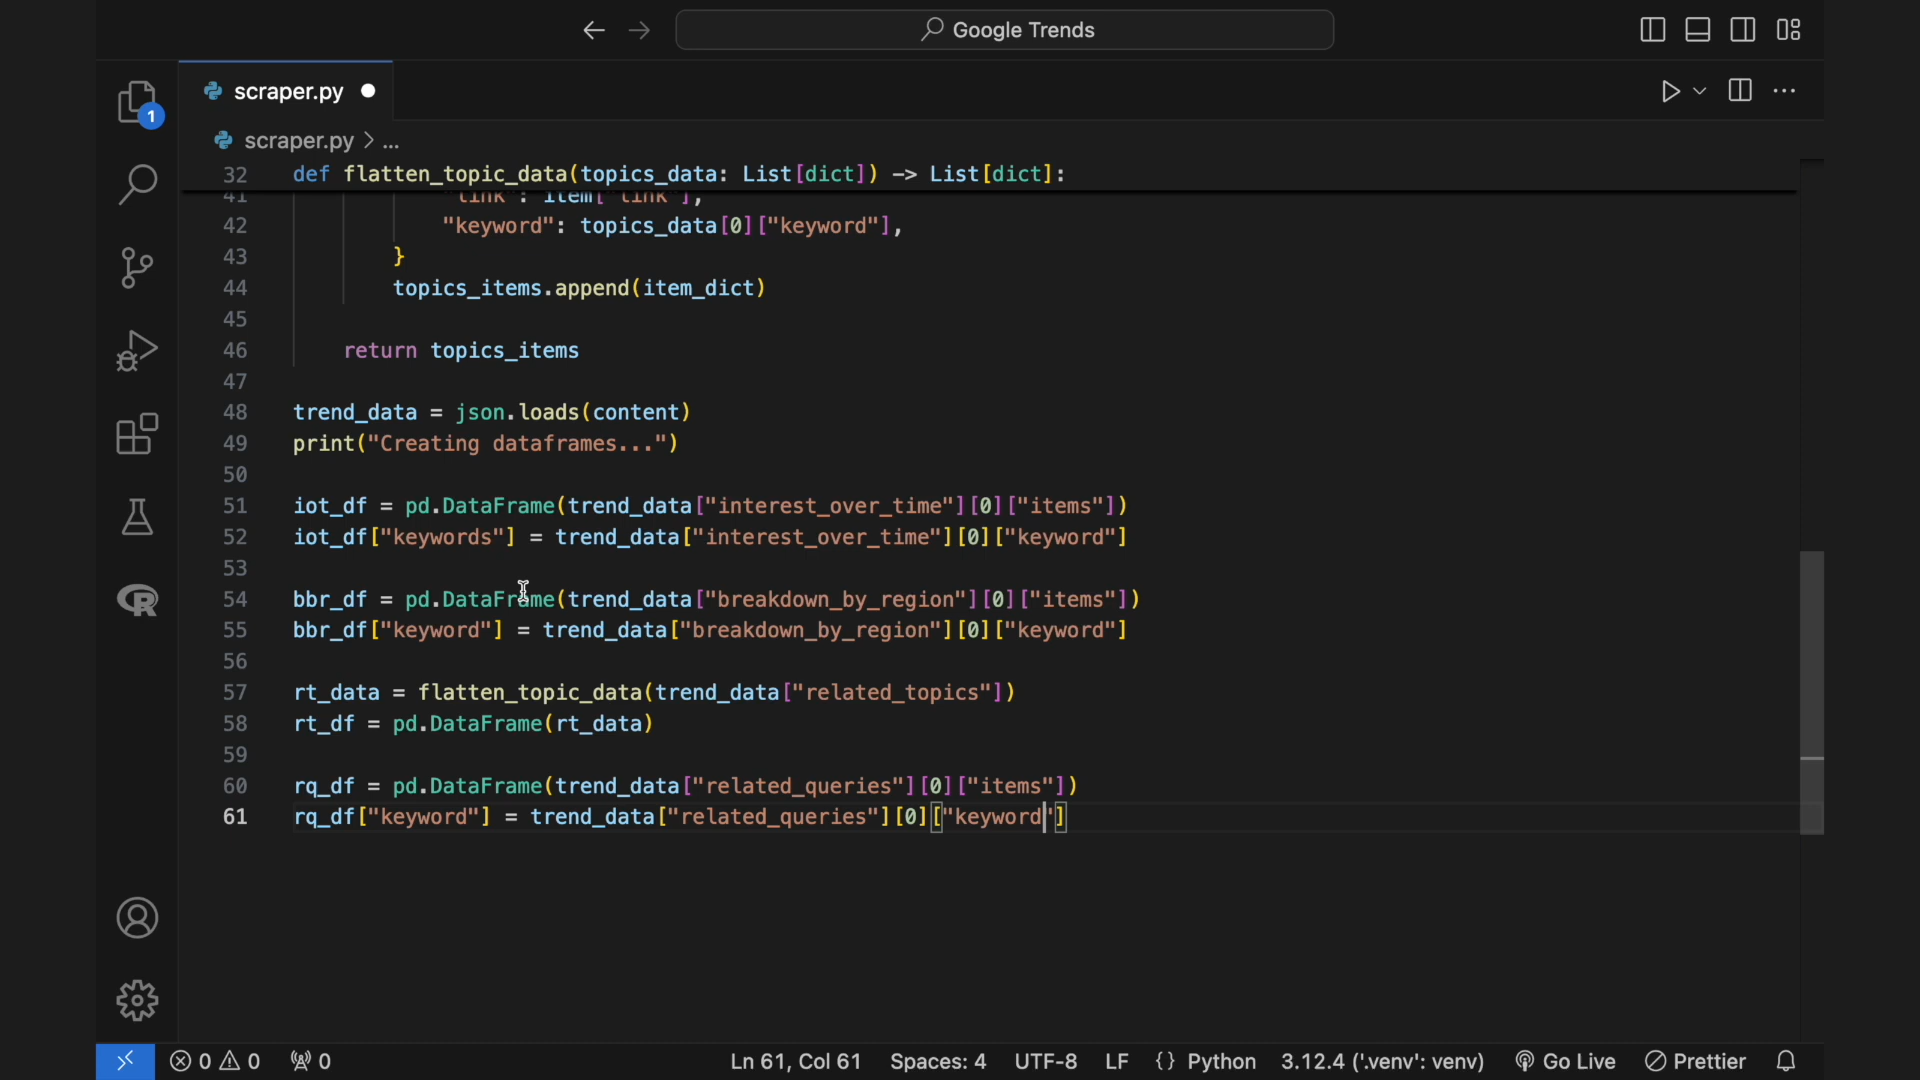 Google Trends
scraper.py
1
scraper.py > ...
32 def flatten_topic_data(topics_data: List[dict]) -> List[dict]:
41 "link": item["link"],
42 "keyword": topics_data[0]["keyword"],
43 }
44 topics_items.append(item_dict)
45
46 return topics_items
47
48 trend_data = json.loads(content)
49 print("Creating dataframes...")
50
51 iot_df = pd.DataFrame(trend_data["interest_over_time"][0]["items"])
52 iot_df["keywords"] = trend_data["interest_over_time"][0]["keyword"]
53
54 bbr_df = pd.DataFrame(trend_data["breakdown_by_region"][0]["items"])
55 bbr_df["keyword"] = trend_data["breakdown_by_region"][0]["keyword"]
56
57 rt_data = flatten_topic_data(trend_data["related_topics"])
58 rt_df = pd.DataFrame(rt_data)
59
60 rq_df = pd.DataFrame(trend_data["related_queries"][0]["items"])
61 rq_df["keyword"] = trend_data["related_queries"][0]["keyword"]
0 0 0 Ln 61, Col 61 Spaces: 4 UTF-8 LF {} Python 3.12.4 ('.venv': venv) Go Live Prettier